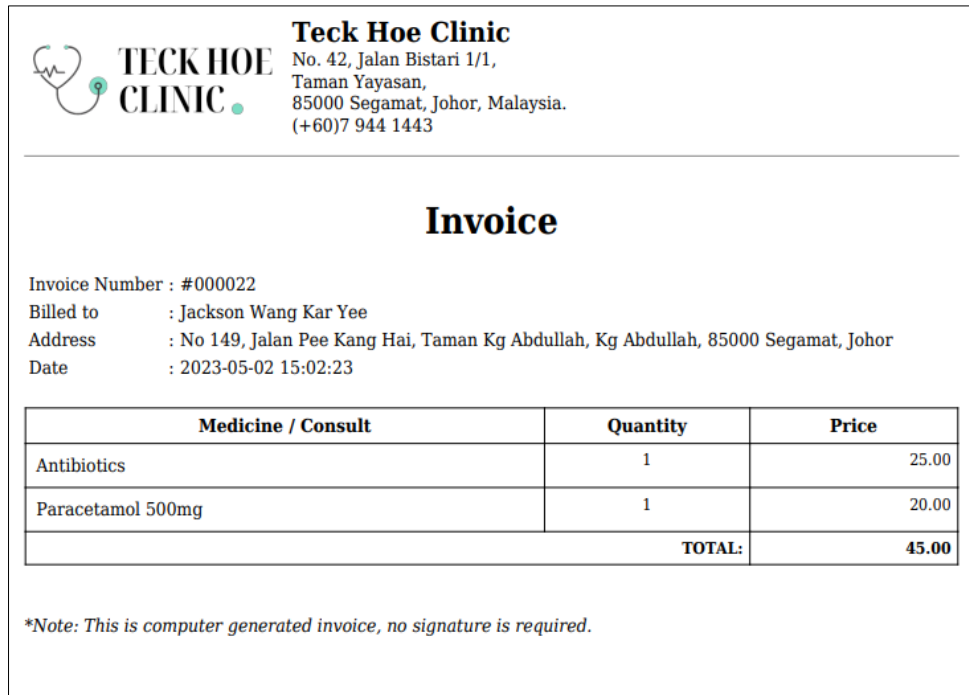 TECK HOE
CLINIC
Teck Hoe Clinic
No. 42, Jalan Bistari 1/1,
Taman Yayasan,
85000 Segamat, Johor, Malaysia.
(+60)7 944 1443
Invoice
Invoice Number : #000022
Billed to : Jackson Wang Kar Yee
Address : No 149, Jalan Pee Kang Hai, Taman Kg Abdullah, Kg Abdullah, 85000 Segamat, Johor
Date : 2023-05-02 15:02:23
Medicine / Consult Quantity Price
Antibiotics 1 25.00
Paracetamol 500mg 1 20.00
TOTAL: 45.00
*Note: This is computer generated invoice, no signature is required.